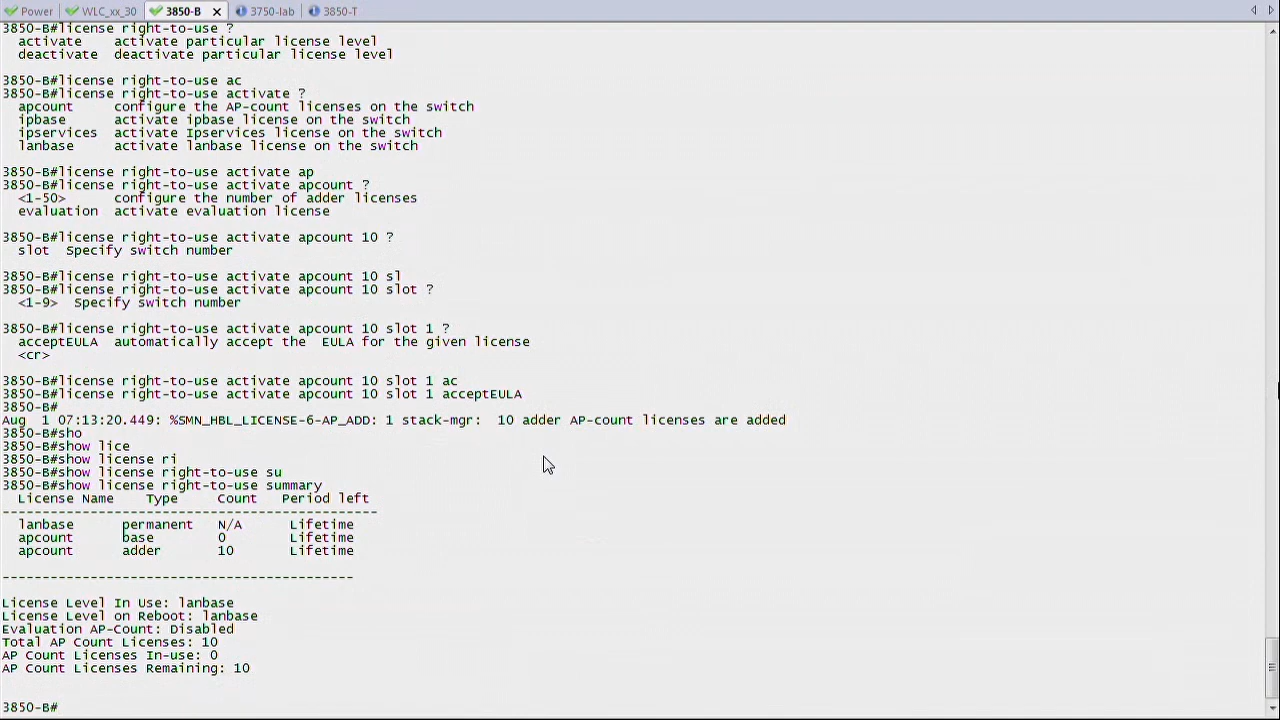 Power WLC_xx_30 3850-B 3750-lab 3850-T
3850-B#license right-to-use ?
activate activate particular license level
deactivate deactivate particular license level
3850-B#license right-to-use ac
3850-B#license right-to-use activate ?
apcount configure the AP-count licenses on the switch
ipbase activate ipbase license on the switch
ipservices activate Ipservices license on the switch
lanbase activate lanbase license on the switch
3850-B#license right-to-use activate ap
3850-B#license right-to-use activate apcount ?
<1-50> configure the number of adder licenses
evaluation activate evaluation license
3850-B#license right-to-use activate apcount 10 ?
slot Specify switch number
3850-B#license right-to-use activate apcount 10 sl
3850-B#license right-to-use activate apcount 10 slot ?
<1-9> Specify switch number
3850-B#license right-to-use activate apcount 10 slot 1 ?
acceptEULA automatically accept the EULA for the given license
<cr>
3850-B#license right-to-use activate apcount 10 slot 1 ac
3850-B#license right-to-use activate apcount 10 slot 1 acceptEULA
3850-B#
Aug 1 07:13:20.449: %SMN_HBL_LICENSE-6-AP_ADD: 1 stack-mgr: 10 adder AP-count licenses are added
3850-B#sho
3850-B#show lice
3850-B#show license ri
3850-B#show license right-to-use su
3850-B#show license right-to-use summary
License Name Type Count Period left
-----------------------------------------------
lanbase permanent N/A Lifetime
apcount base 0 Lifetime
apcount adder 10 Lifetime
--------------------------------------------
License Level In Use: lanbase
License Level on Reboot: lanbase
Evaluation AP-Count: Disabled
Total AP Count Licenses: 10
AP Count Licenses In-use: 0
AP Count Licenses Remaining: 10
3850-B#